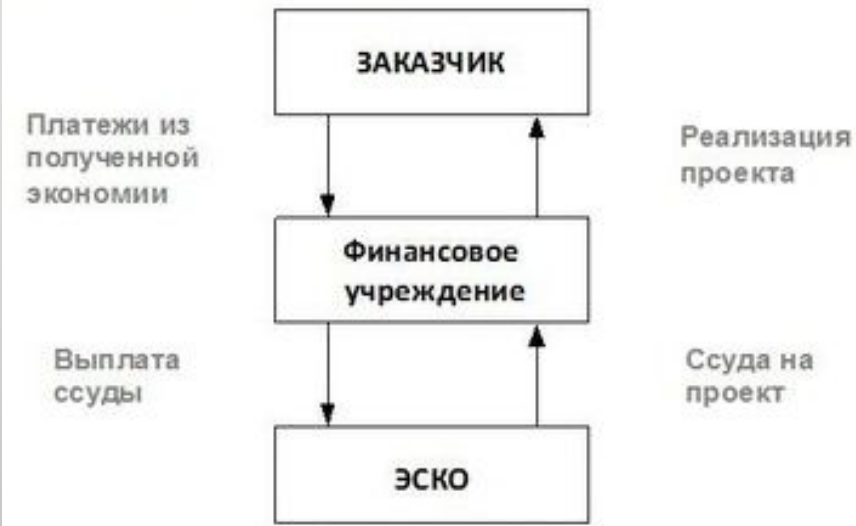 ЗАКАЗЧИК
Платежи из
полученной
экономии
Реализация
проекта
Финансовое
учреждение
Выплата
ссуды
Ссуда на
проект
ЭСКО